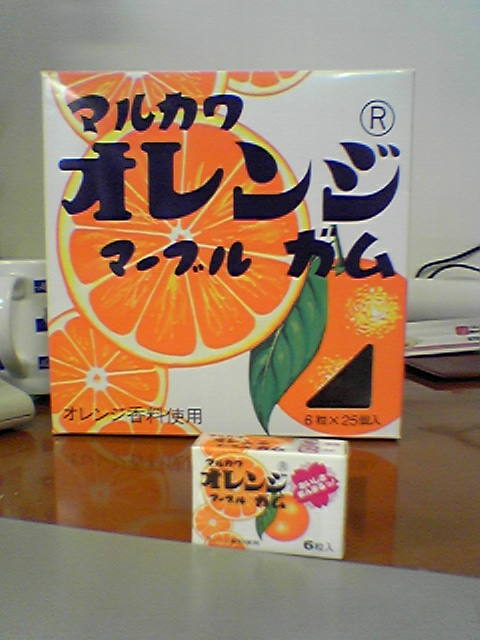 マルカワ
®
オレンジ
マーブル ガム
オレンジ香料使用
6粒×25個入
マルカワ
®
オレンジ
マーブル ガム
6粒入